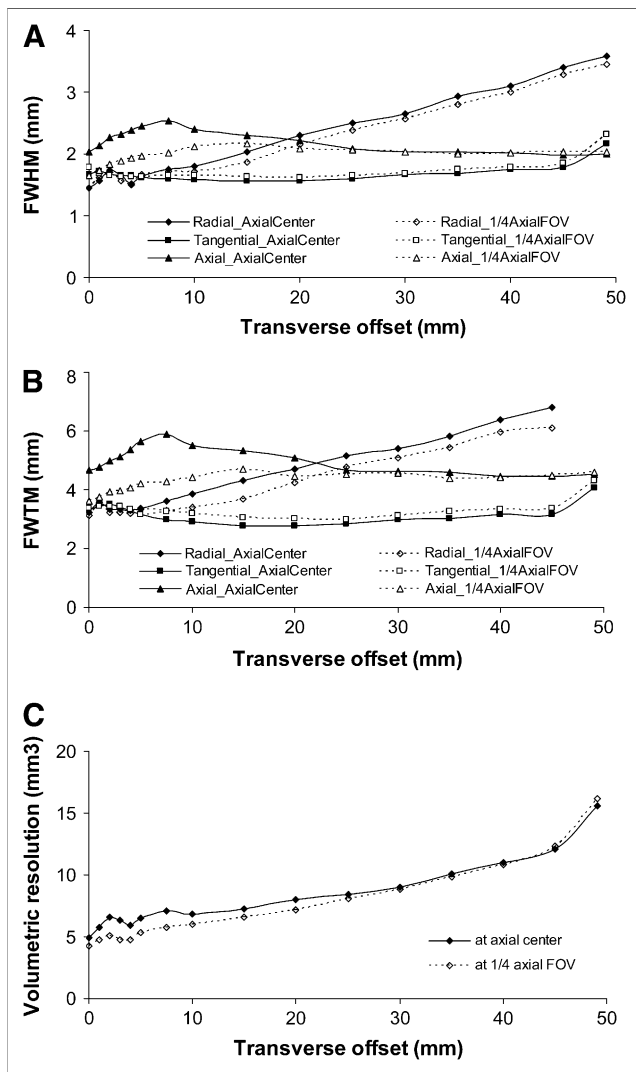 A
FWHM (mm)
4
3
2
1
0
Radial_AxialCenter
Radial_1/4AxialFOV
Tangential_AxialCenter
Tangential_1/4AxialFOV
Axial_AxialCenter
Axial_1/4AxialFOV
0 10 20 30 40 50
Transverse offset (mm)
B
FWTM (mm)
8
6
4
2
0
Radial_AxialCenter
Radial_1/4AxialFOV
Tangential_AxialCenter
Tangential_1/4AxialFOV
Axial_AxialCenter
Axial_1/4AxialFOV
0 10 20 30 40 50
Transverse offset (mm)
C
Volumetric resolution (mm3)
20
15
10
5
0
at axial center
at 1/4 axial FOV
0 10 20 30 40 50
Transverse offset (mm)